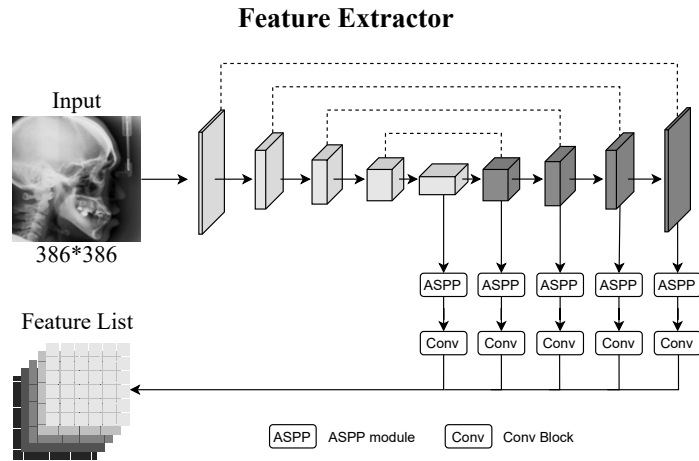 Feature Extractor
Input
386*386
ASPP ASPP ASPP ASPP ASPP
Conv Conv Conv Conv Conv
Feature List
ASPP ASPP module Conv Conv Block